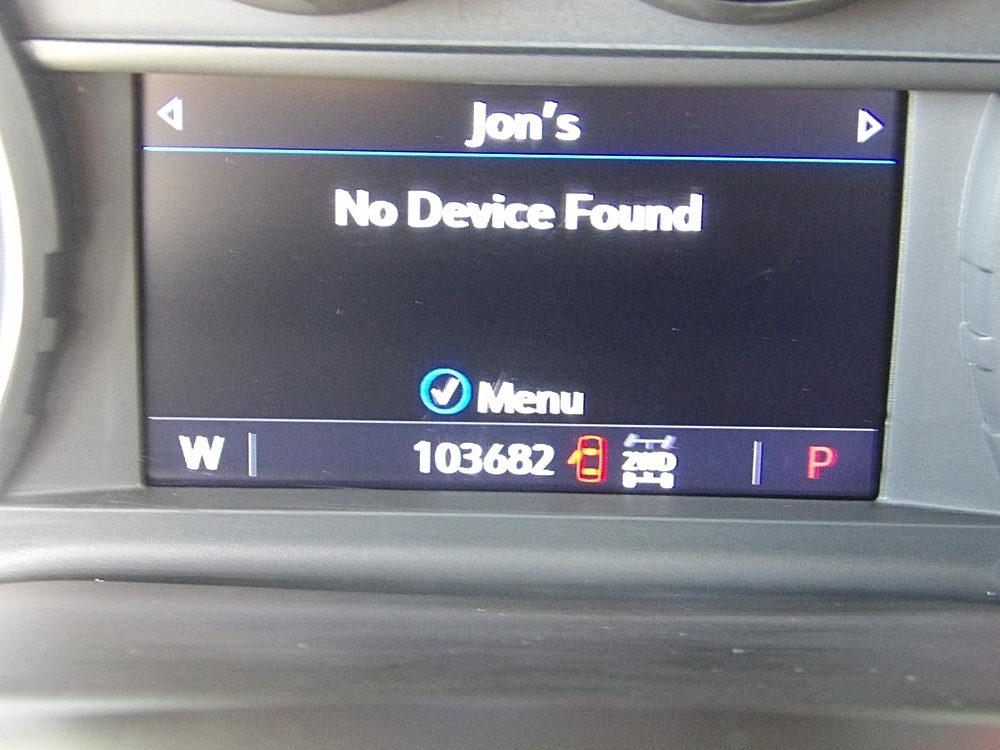 Jon's
No Device Found
Menu
W 103682 2WD P